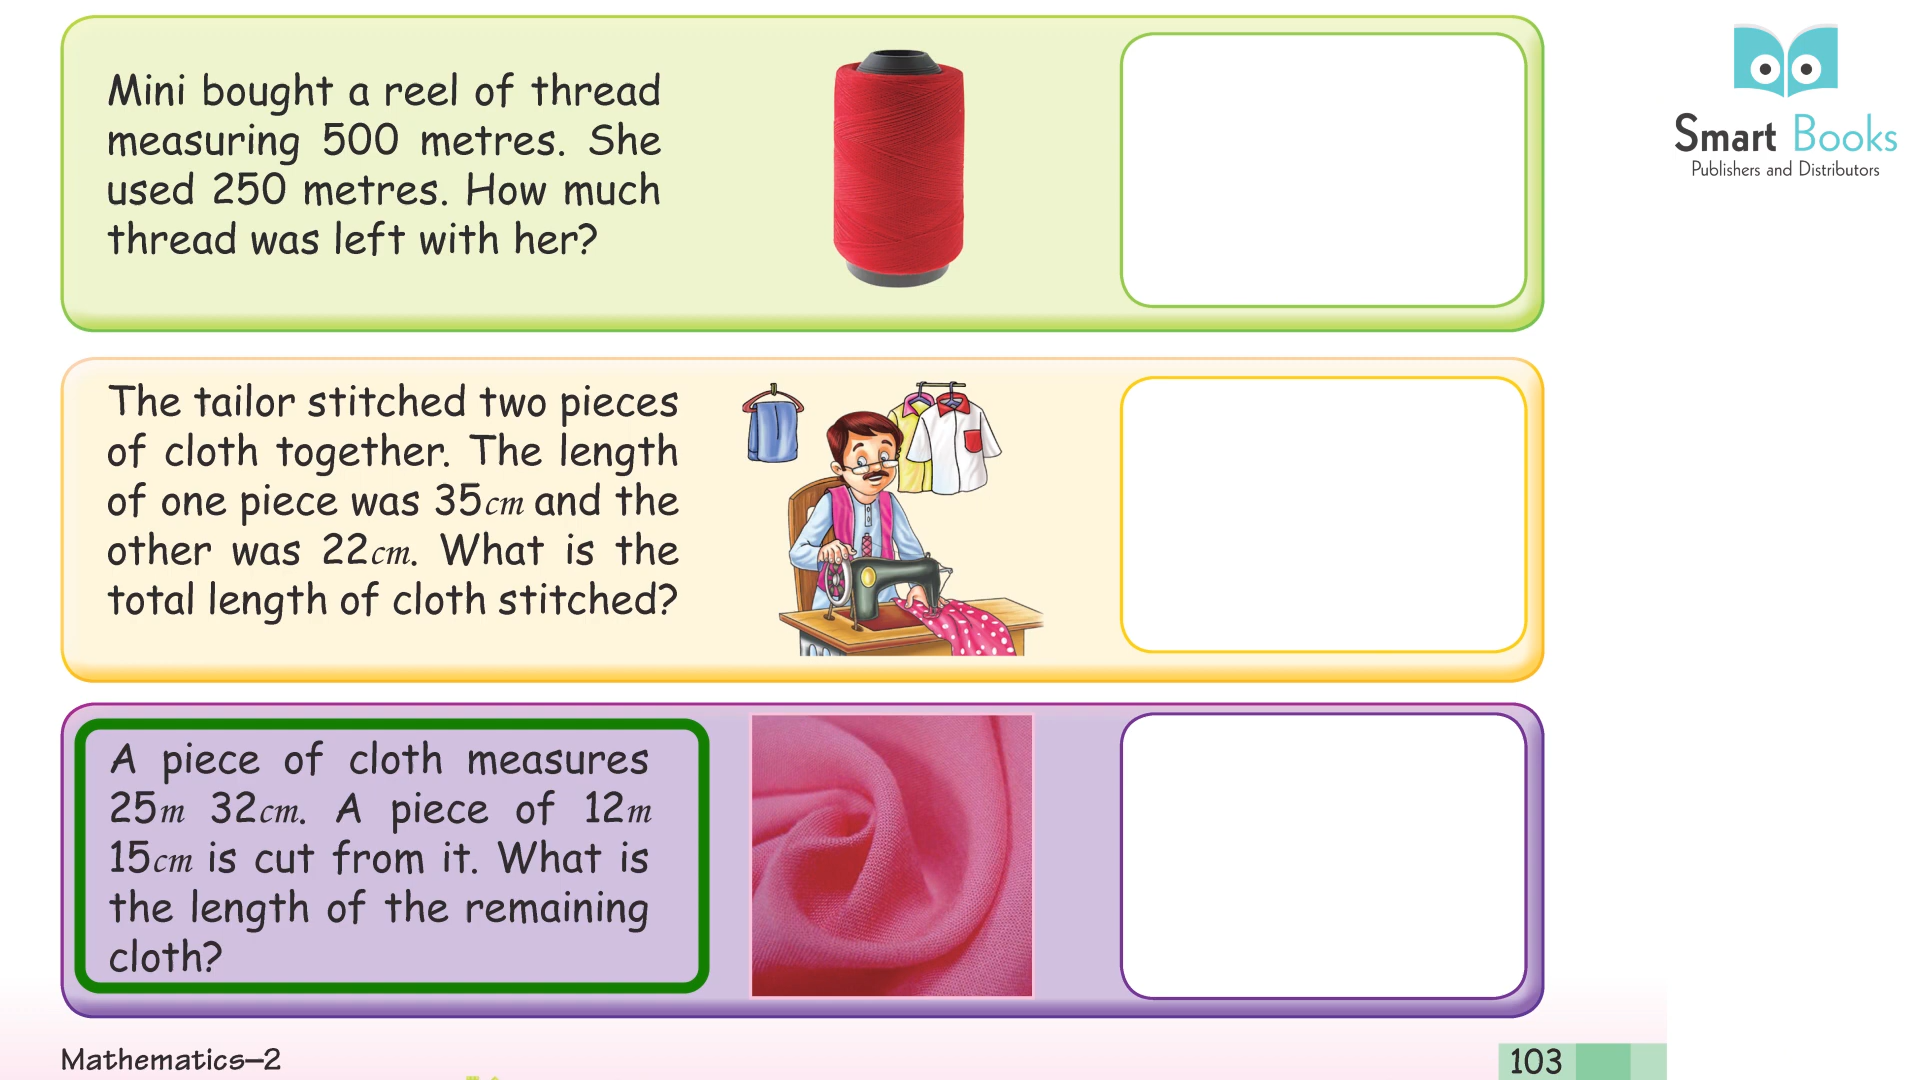 Mini bought a reel of thread
measuring 500 metres. She
used 250 metres. How much
thread was left with her?
Smart Books
Publishers and Distributors
The tailor stitched two pieces
of cloth together. The length
of one piece was 35cm and the
other was 22cm. What is the
total length of cloth stitched?
A piece of cloth measures
25m 32cm. A piece of 12m
15cm is cut from it. What is
the length of the remaining
cloth?
Mathematics–2
103